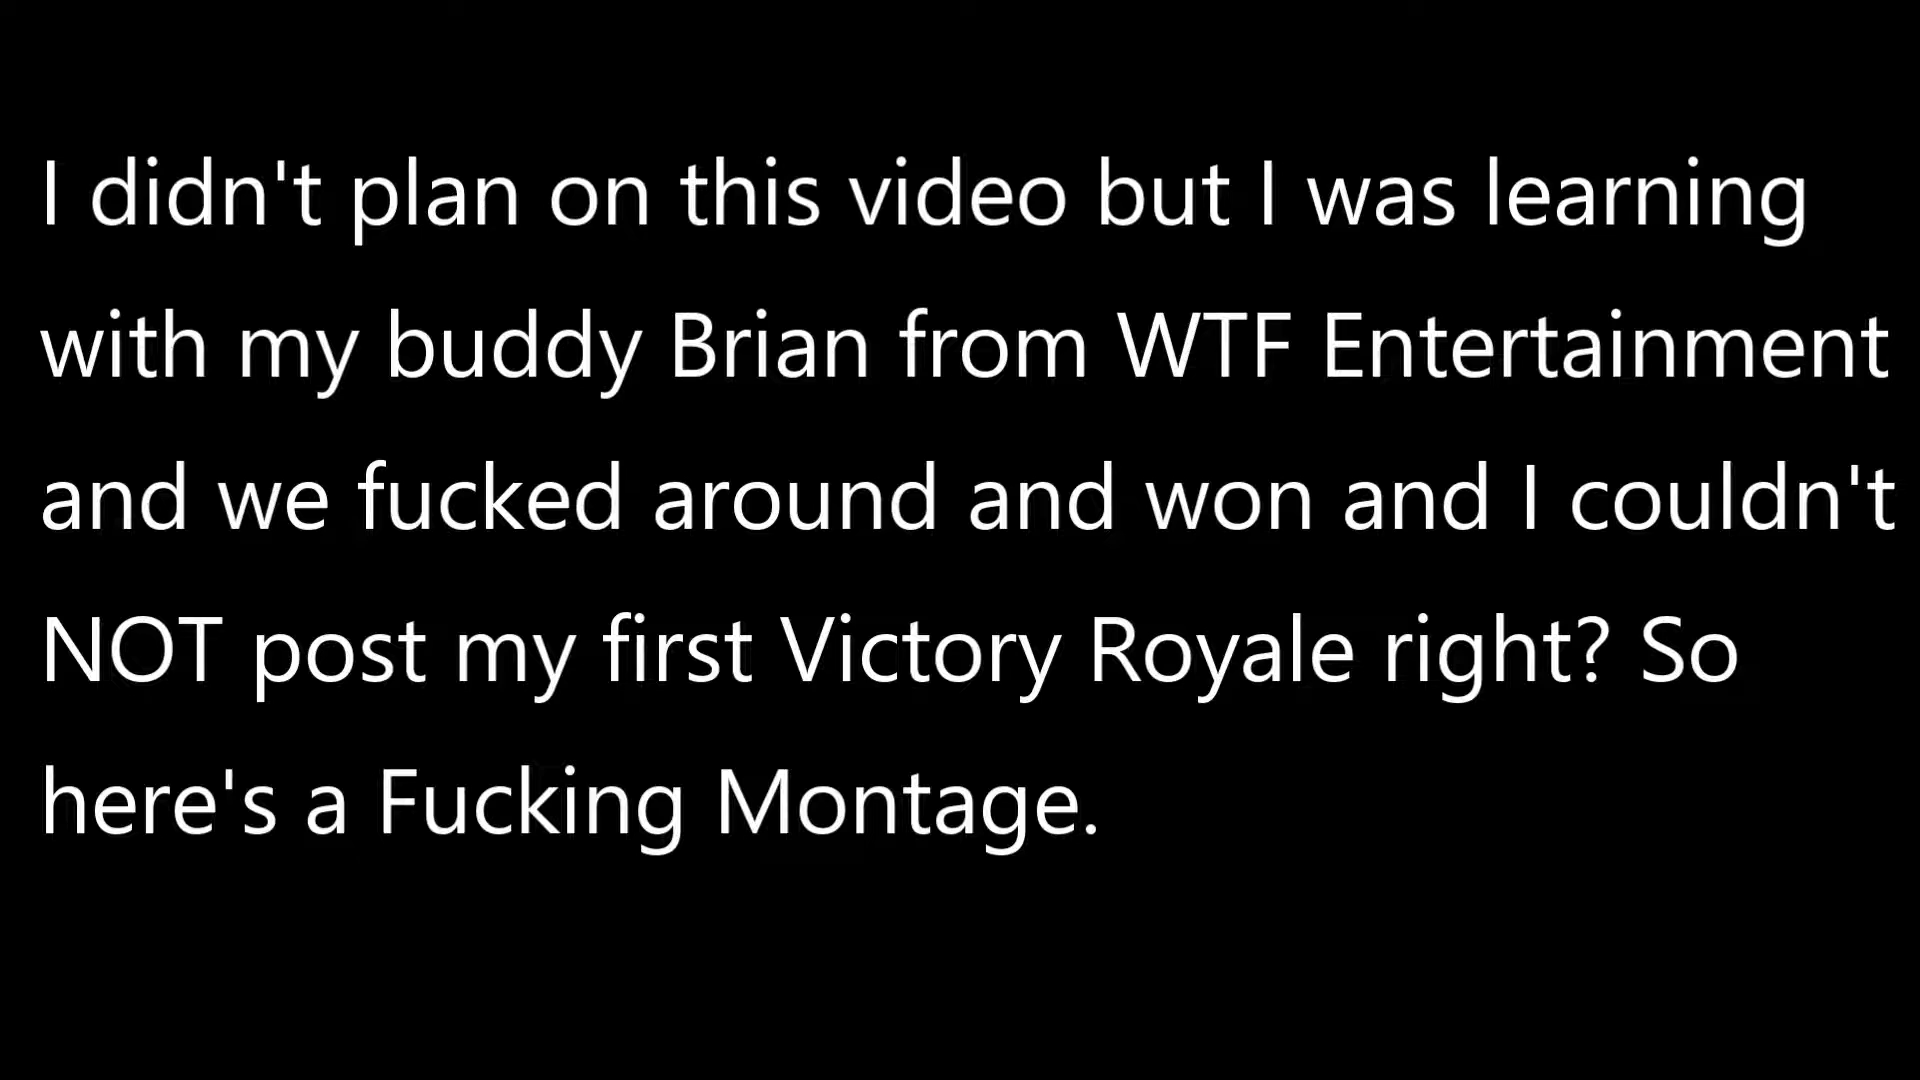 I didn't plan on this video but I was learning
with my buddy Brian from WTF Entertainment
and we fucked around and won and I couldn't
NOT post my first Victory Royale right? So
here's a Fucking Montage.